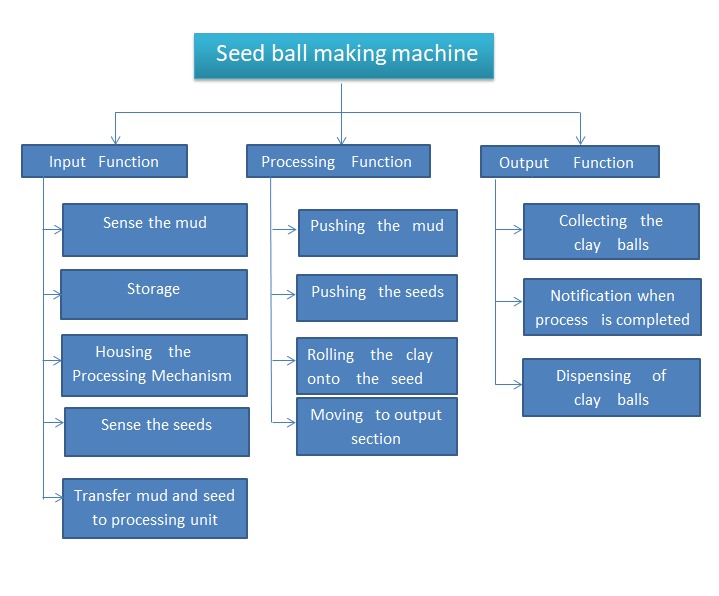 Seed ball making machine
Input Function
Sense the mud
Storage
Housing the
Processing Mechanism
Sense the seeds
Transfer mud and seed
to processing unit
Processing Function
Pushing the mud
Pushing the seeds
Rolling the clay
onto the seed
Moving to output
section
Output Function
Collecting the
clay balls
Notification when
process is completed
Dispensing of
clay balls